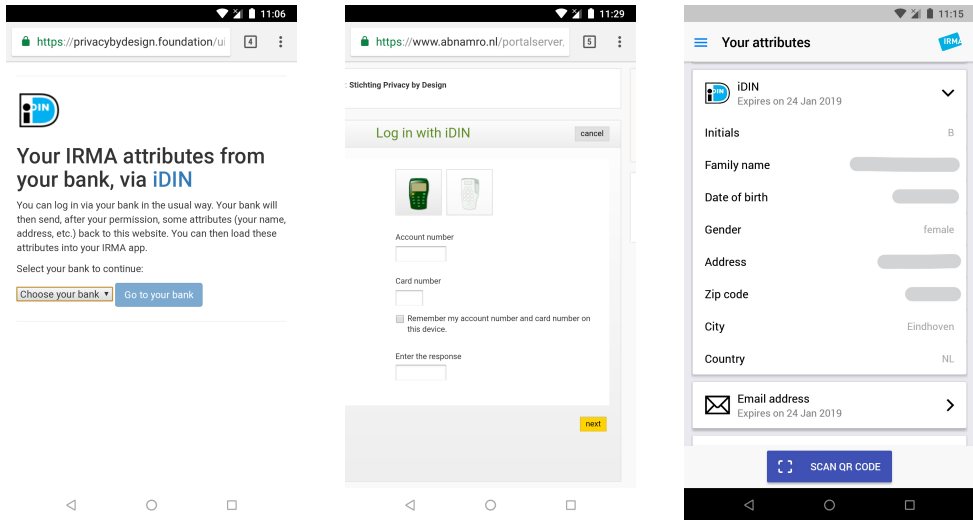 11:06
https://privacybydesign.foundation/ui
4
iDIN
Your IRMA attributes from
your bank, via iDIN
You can log in via your bank in the usual way. Your bank will
then send, after your permission, some attributes (your name,
address, etc.) back to this website. You can then load these
attributes into your IRMA app.
Select your bank to continue:
Choose your bank
Go to your bank
11:29
https://www.abnamro.nl/portalserver.
5
: Stichting Privacy by Design
Log in with iDIN
cancel
Account number
Card number
Remember my account number and card number on
this device.
Enter the response
next
11:15
Your attributes
IRMA
iDIN
iDIN
Expires on 24 Jan 2019
Initials B
Family name
Date of birth
Gender female
Address
Zip code
City Eindhoven
Country NL
Email address
Expires on 24 Jan 2019
SCAN QR CODE